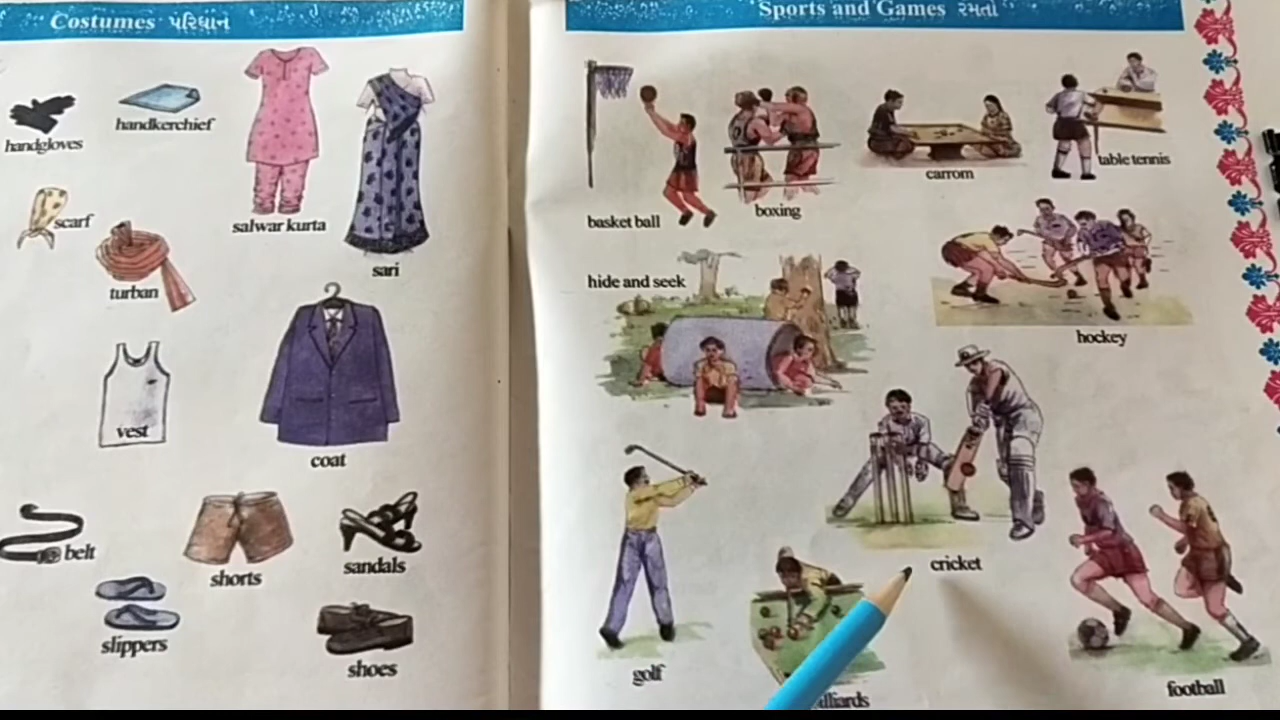 Costumes પરિધાન
handgloves
handkerchief
scarf
turban
salwar kurta
sari
vest
coat
belt
shorts
sandals
slippers
shoes
Sports and Games રમતો
basket ball
boxing
carrom
table tennis
hide and seek
hockey
cricket
golf
football